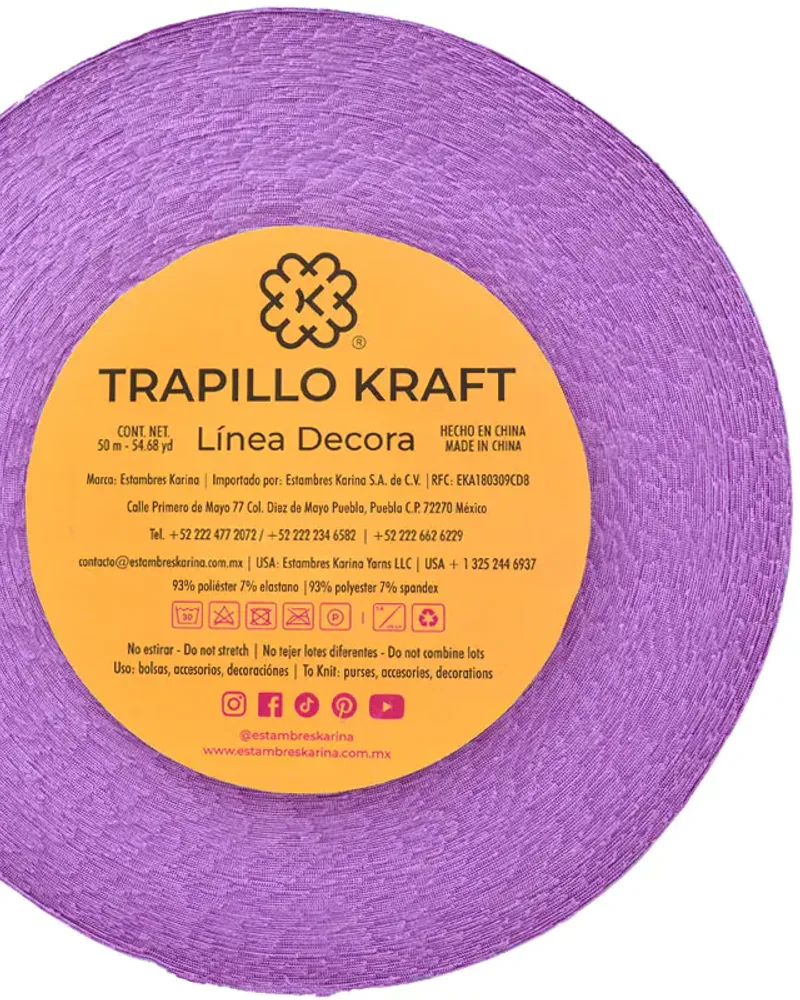 K
®
TRAPILLO KRAFT
CONT. NET.
50 m - 54.68 yd
Línea Decora
HECHO EN CHINA
MADE IN CHINA
Marca: Estambres Karina | Importado por: Estambres Karina S.A. de C.V. | RFC: EKA180309CD8
Calle Primero de Mayo 77 Col. Diez de Mayo Puebla, Puebla C.P. 72270 México
Tel. +52 222 477 2072 / +52 222 234 6582 | +52 222 662 6229
contacto@estambreskarina.com.mx | USA: Estambres Karina Yarns LLC | USA + 1 325 244 6937
93% poliéster 7% elastano | 93% polyester 7% spandex
30 P |
No estirar - Do not stretch | No tejer lotes diferentes - Do not combine lots
Uso: bolsas, accesorios, decoraciónes | To Knit: purses, accesories, decorations
@estambreskarina
www.estambreskarina.com.mx